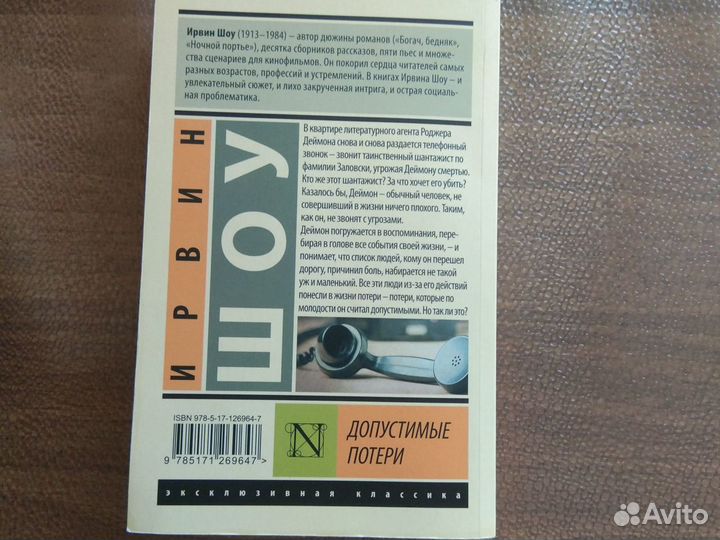 Ирвин Шоу (1913–1984) – автор дюжины романов («Богач, бедняк»,
«Ночной портье»), десятка сборников рассказов, пяти пьес и множе-
ства сценариев для кинофильмов. Он покорил сердца читателей самых
разных возрастов, профессий и устремлений. В книгах Ирвина Шоу – и
увлекательный сюжет, и лихо закрученная интрига, и острая социаль-
ная проблематика.
ИРВИН
ШОУ
В квартире литературного агента Роджера
Деймона снова и снова раздается телефонный
звонок – звонит таинственный шантажист по
фамилии Заловски, угрожая Деймону смертью.
Кто же этот шантажист? За что хочет его убить?
Казалось бы, Деймон – обычный человек, не
совершивший в жизни ничего плохого. Таким,
как он, не звонят с угрозами.
Деймон погружается в воспоминания, пере-
бирая в голове все события своей жизни, – и
понимает, что список людей, кому он перешел
дорогу, причинил боль, набирается не такой
уж и маленький. Все эти люди из-за его действий
понесли в жизни потери – потери, которые по
молодости он считал допустимыми. Но так ли это?
ISBN 978-5-17-126964-7
9 785171 269647 >
N
ДОПУСТИМЫЕ
ПОТЕРИ
эксклюзивная классика
Avito